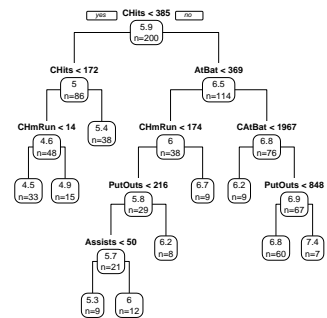 CHits < 385
yes no
5.9
n=200
CHits < 172 AtBat < 369
5 6.5
n=86 n=114
CHmRun < 14 CHmRun < 174 CAtBat < 1967
4.6 5.4 6 6.8
n=48 n=38 n=38 n=76
PutOuts < 216 PutOuts < 848
4.5 4.9 5.8 6.7 6.2 6.9
n=33 n=15 n=29 n=9 n=9 n=67
Assists < 50
5.7 6.2 6.8 7.4
n=21 n=8 n=60 n=7
5.3 6
n=9 n=12